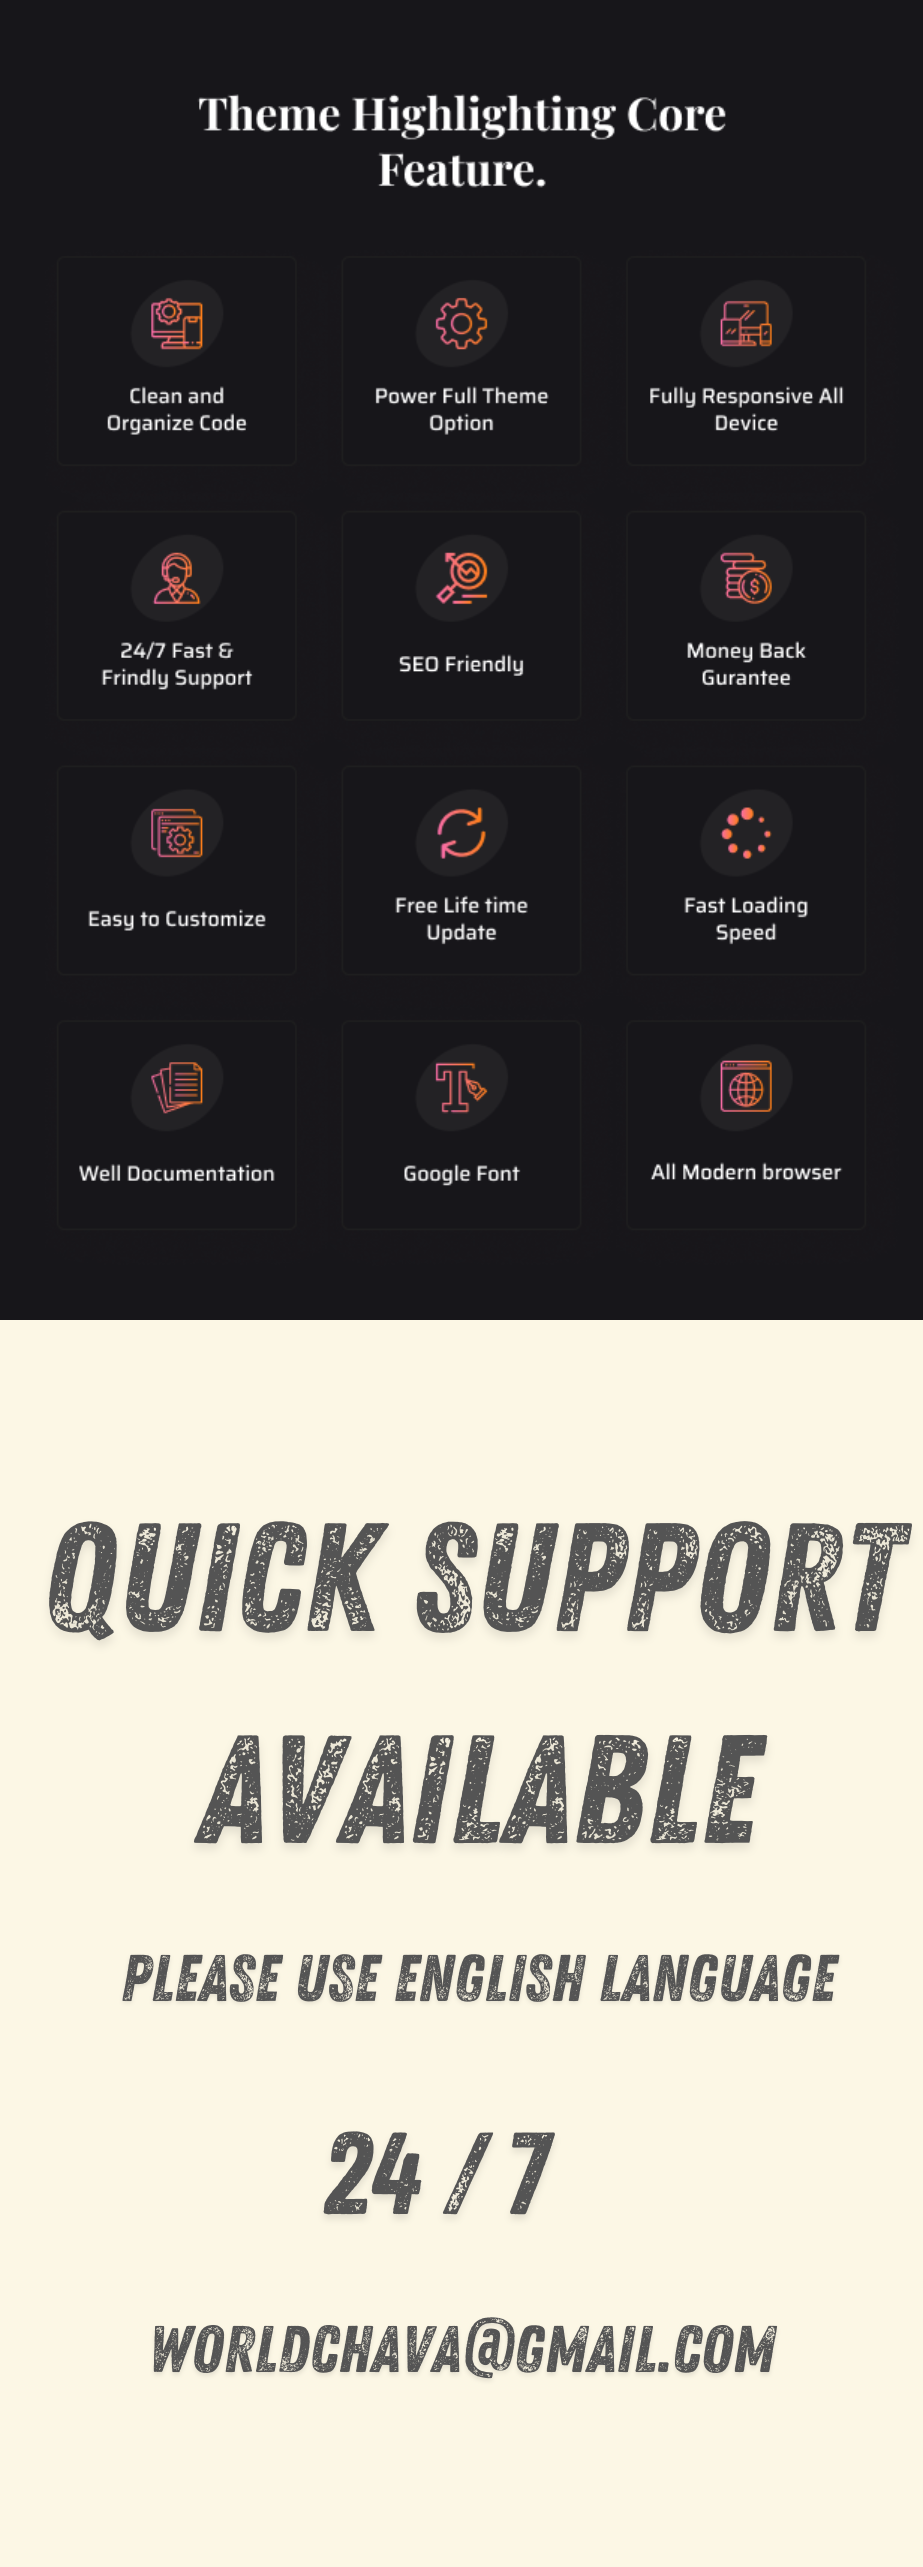 Theme Highlighting Core
Feature.
Clean and
Organize Code
Power Full Theme
Option
Fully Responsive All
Device
24/7 Fast &
Frindly Support
SEO Friendly
Money Back
Gurantee
Easy to Customize
Free Life time
Update
Fast Loading
Speed
Well Documentation
Google Font
All Modern browser
QUICK SUPPORT
AVAILABLE
PLEASE USE ENGLISH LANGUAGE
24 / 7
WORLDCHAVA@GMAIL.COM